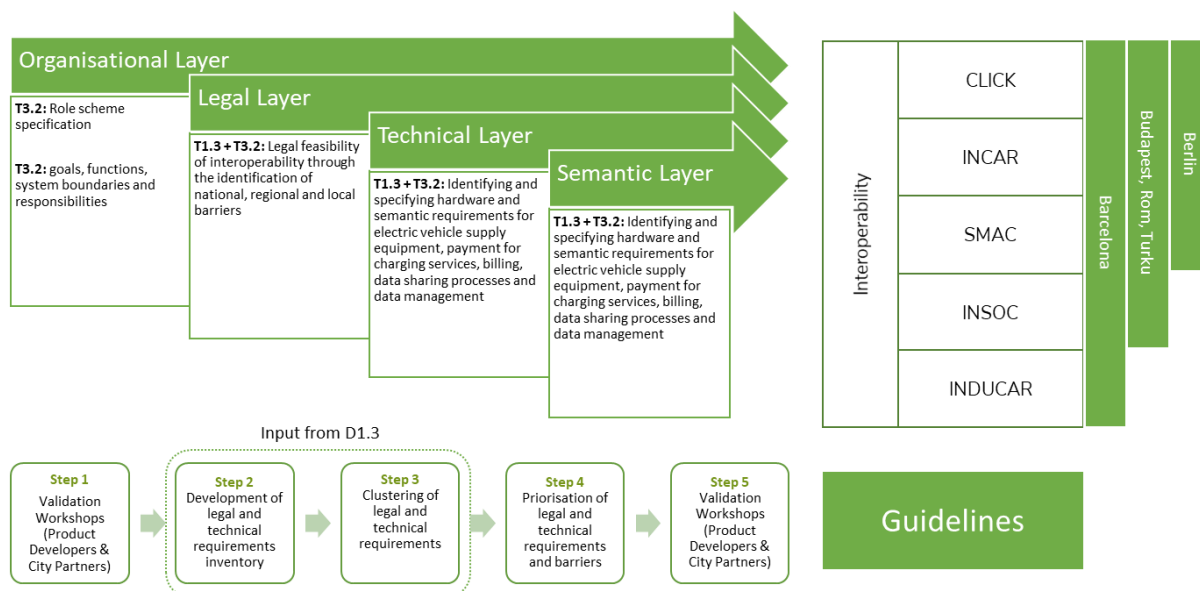 Organisational Layer
T3.2: Role scheme
specification
T3.2: goals, functions,
system boundaries and
responsibilities
Legal Layer
T1.3 + T3.2: Legal feasibility
of interoperability through
the identification of
national, regional and local
barriers
Technical Layer
T1.3 + T3.2: Identifying and
specifying hardware and
semantic requirements for
electric vehicle supply
equipment, payment for
charging services, billing,
data sharing processes and
data management
Semantic Layer
T1.3 + T3.2: Identifying and
specifying hardware and
semantic requirements for
electric vehicle supply
equipment, payment for
charging services, billing,
data sharing processes and
data management
Interoperability
CLICK
INCAR
SMAC
INSOC
INDUCAR
Barcelona
Budapest, Rom, Turku
Berlin
Input from D1.3
Step 1
Validation
Workshops
(Product
Developers &
City Partners)
Step 2
Development of
legal and
technical
requirements
inventory
Step 3
Clustering of
legal and
technical
requirements
Step 4
Priorisation of
legal and
technical
requirements
and barriers
Step 5
Validation
Workshops
(Product
Developers &
City Partners)
Guidelines